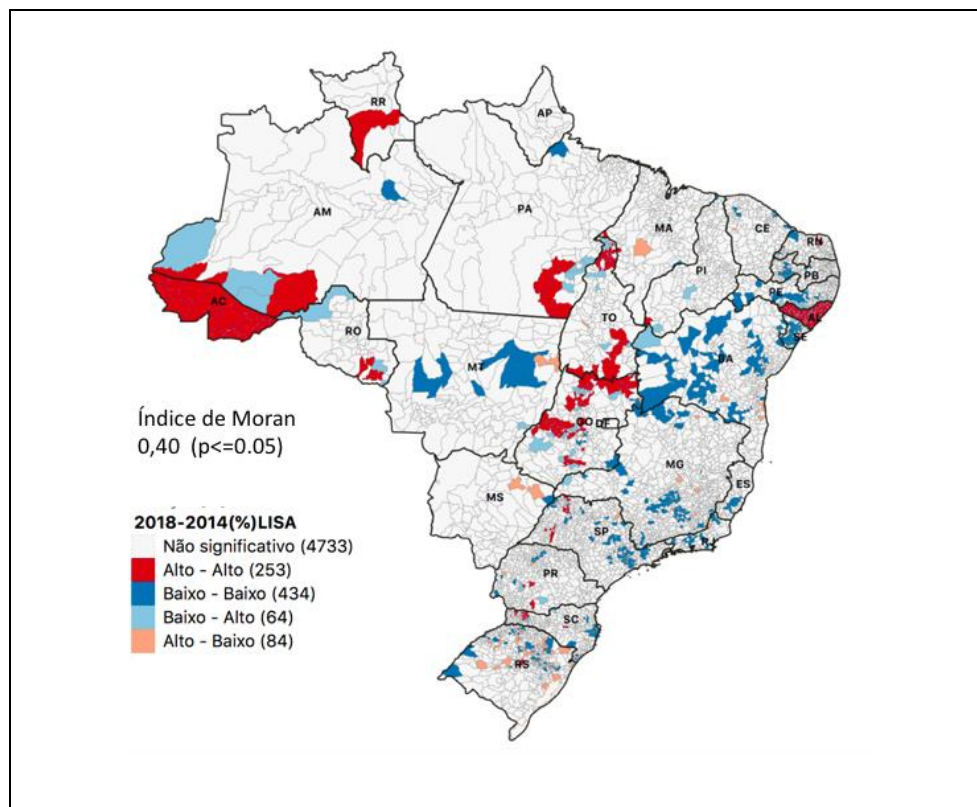 RR
AP
AM
PA
MA
CE
RN
PB
PI
PE
AL
SE
AC
TO
RO
BA
MT
GO
DF
Índice de Moran
0,40 (p<=0.05)
MG
ES
MS
SP
RJ
PR
SC
RS
2018-2014(%)LISA
Não significativo (4733)
Alto - Alto (253)
Baixo - Baixo (434)
Baixo - Alto (64)
Alto - Baixo (84)